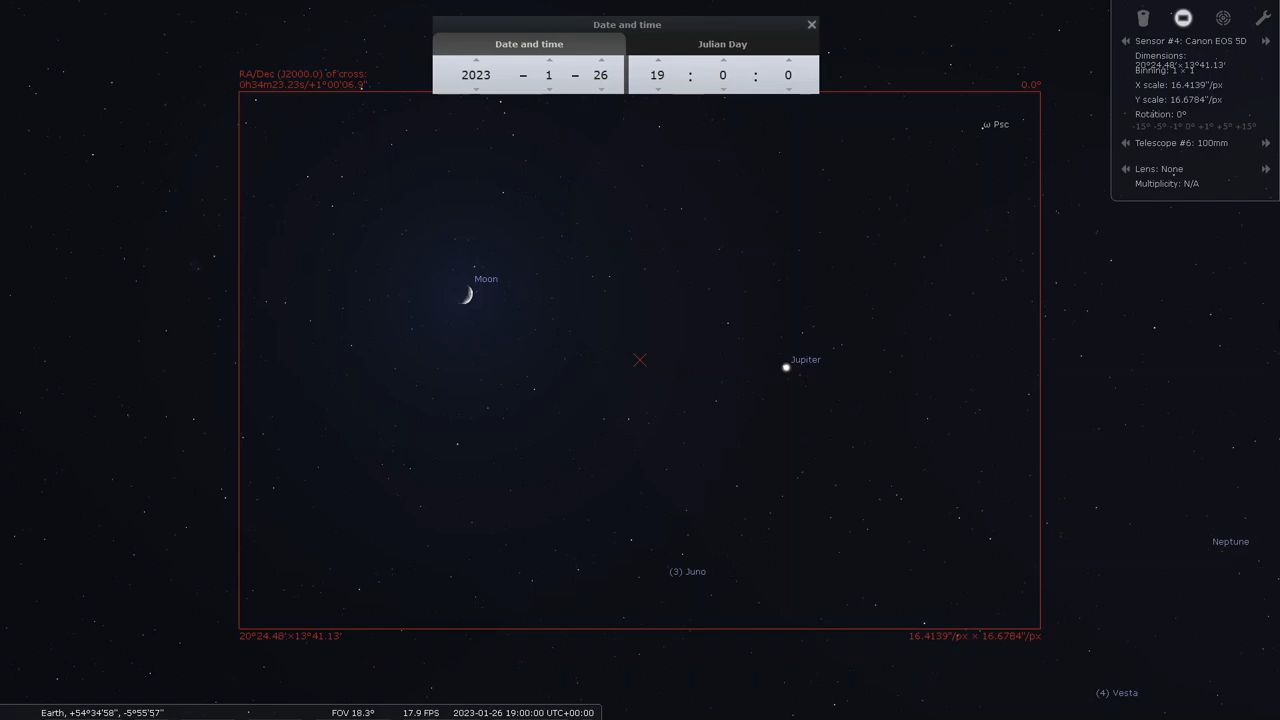 Date and time
Date and time
Julian Day
2023 – 1 – 26 19 : 0 : 0
RA/Dec (J2000.0) of cross:
0h34m23.23s/+1°00'06.9"
0.0°
Sensor #4: Canon EOS 5D
Dimensions:
20°24.48'×13°41.13'
Binning: 1 × 1
X scale: 16.4139"/px
Y scale: 16.6784"/px
Rotation: 0°
-15° -5° -1° 0° +1° +5° +15°
Telescope #6: 100mm
Lens: None
Multiplicity: N/A
ω Psc
Moon
Jupiter
Neptune
(3) Juno
20°24.48'×13°41.13'
16.4139"/px × 16.6784"/px
(4) Vesta
Earth, +54°34'58", -5°55'57" FOV 18.3° 17.9 FPS 2023-01-26 19:00:00 UTC+00:00